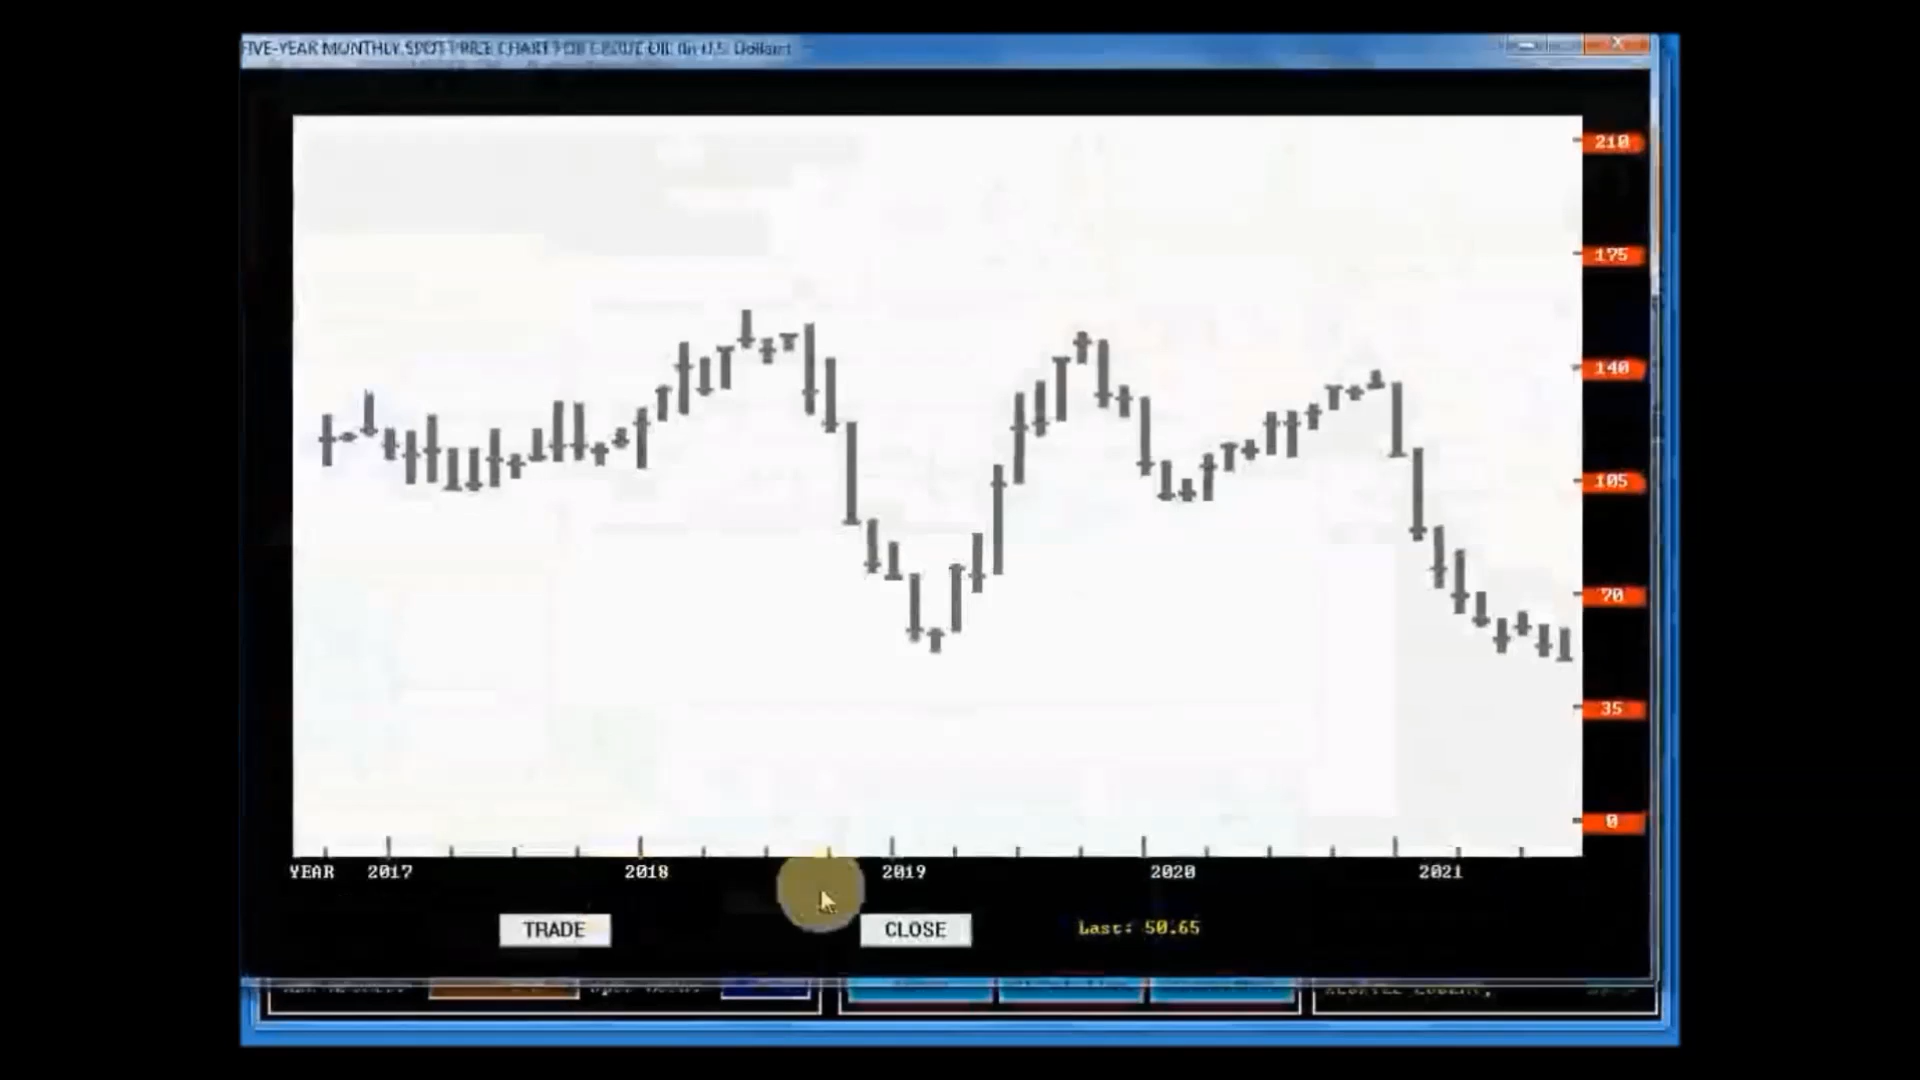 FIVE-YEAR MONTHLY SPOT PRICE CHART FOR CRUDE OIL (in U.S. Dollars)
210
175
140
105
70
35
0
YEAR 2017 2018 2019 2020 2021
TRADE CLOSE Last: 50.65